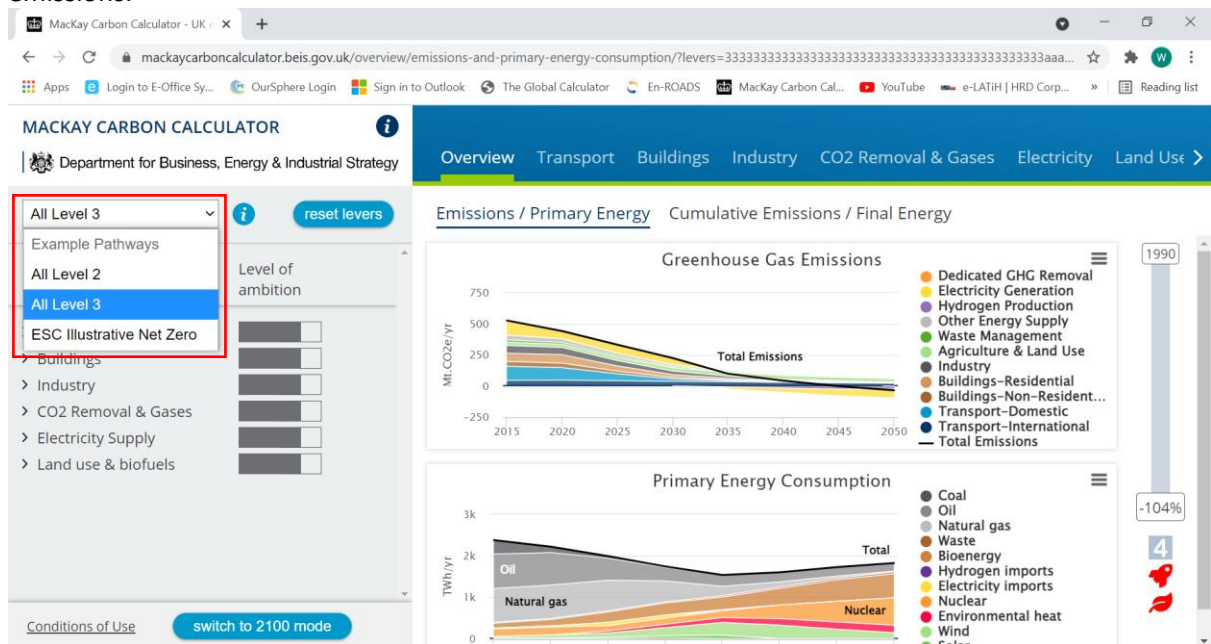 emissions.
MacKay Carbon Calculator - UK e
mackaycarboncalculator.beis.gov.uk/overview/emissions-and-primary-energy-consumption/?levers=33333333333333333333333333333333333333333333333aaa...
Apps
Login to E-Office Sy...
OurSphere Login
Sign in to Outlook
The Global Calculator
En-ROADS
MacKay Carbon Cal...
YouTube
e-LATiH | HRD Corp...
»
Reading list
W
MACKAY CARBON CALCULATOR
i
Department for Business, Energy & Industrial Strategy
Overview Transport Buildings Industry CO2 Removal & Gases Electricity Land Use
All Level 3
i
reset levers
Example Pathways
All Level 2
All Level 3
ESC Illustrative Net Zero
Level of
ambition
Buildings
Industry
CO2 Removal & Gases
Electricity Supply
Land use & biofuels
Conditions of Use
switch to 2100 mode
Emissions / Primary Energy Cumulative Emissions / Final Energy
Greenhouse Gas Emissions
Mt.CO2e/yr
750
500
250
0
-250
2015 2020 2025 2030 2035 2040 2045 2050
Total Emissions
Dedicated GHG Removal
Electricity Generation
Hydrogen Production
Other Energy Supply
Waste Management
Agriculture & Land Use
Industry
Buildings-Residential
Buildings-Non-Resident...
Transport-Domestic
Transport-International
Total Emissions
Primary Energy Consumption
TWh/yr
3k
2k
1k
0
Oil
Natural gas
Total
Nuclear
Coal
Oil
Natural gas
Waste
Bioenergy
Hydrogen imports
Electricity imports
Nuclear
Environmental heat
Wind
Solar
1990
-104%
4